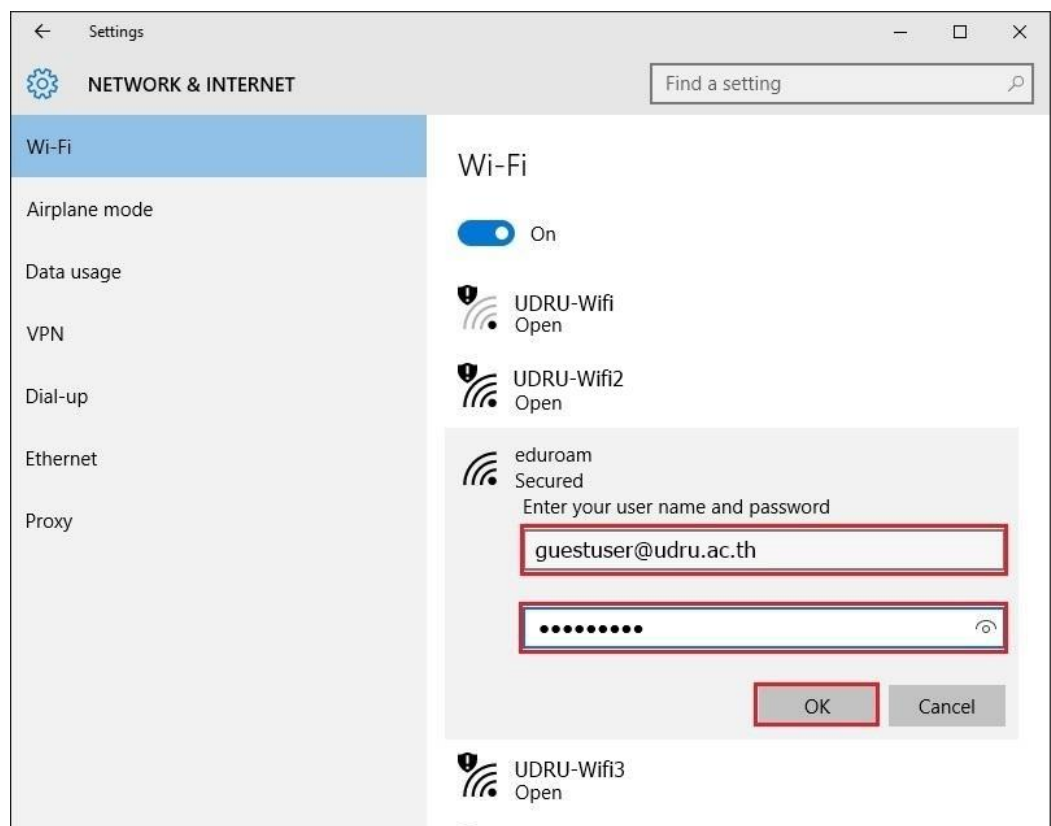 Settings
NETWORK & INTERNET
Find a setting
Wi-Fi
Airplane mode
Data usage
VPN
Dial-up
Ethernet
Proxy
Wi-Fi
On
UDRU-Wifi
Open
UDRU-Wifi2
Open
eduroam
Secured
Enter your user name and password
guestuser@udru.ac.th
•••••••••
OK Cancel
UDRU-Wifi3
Open